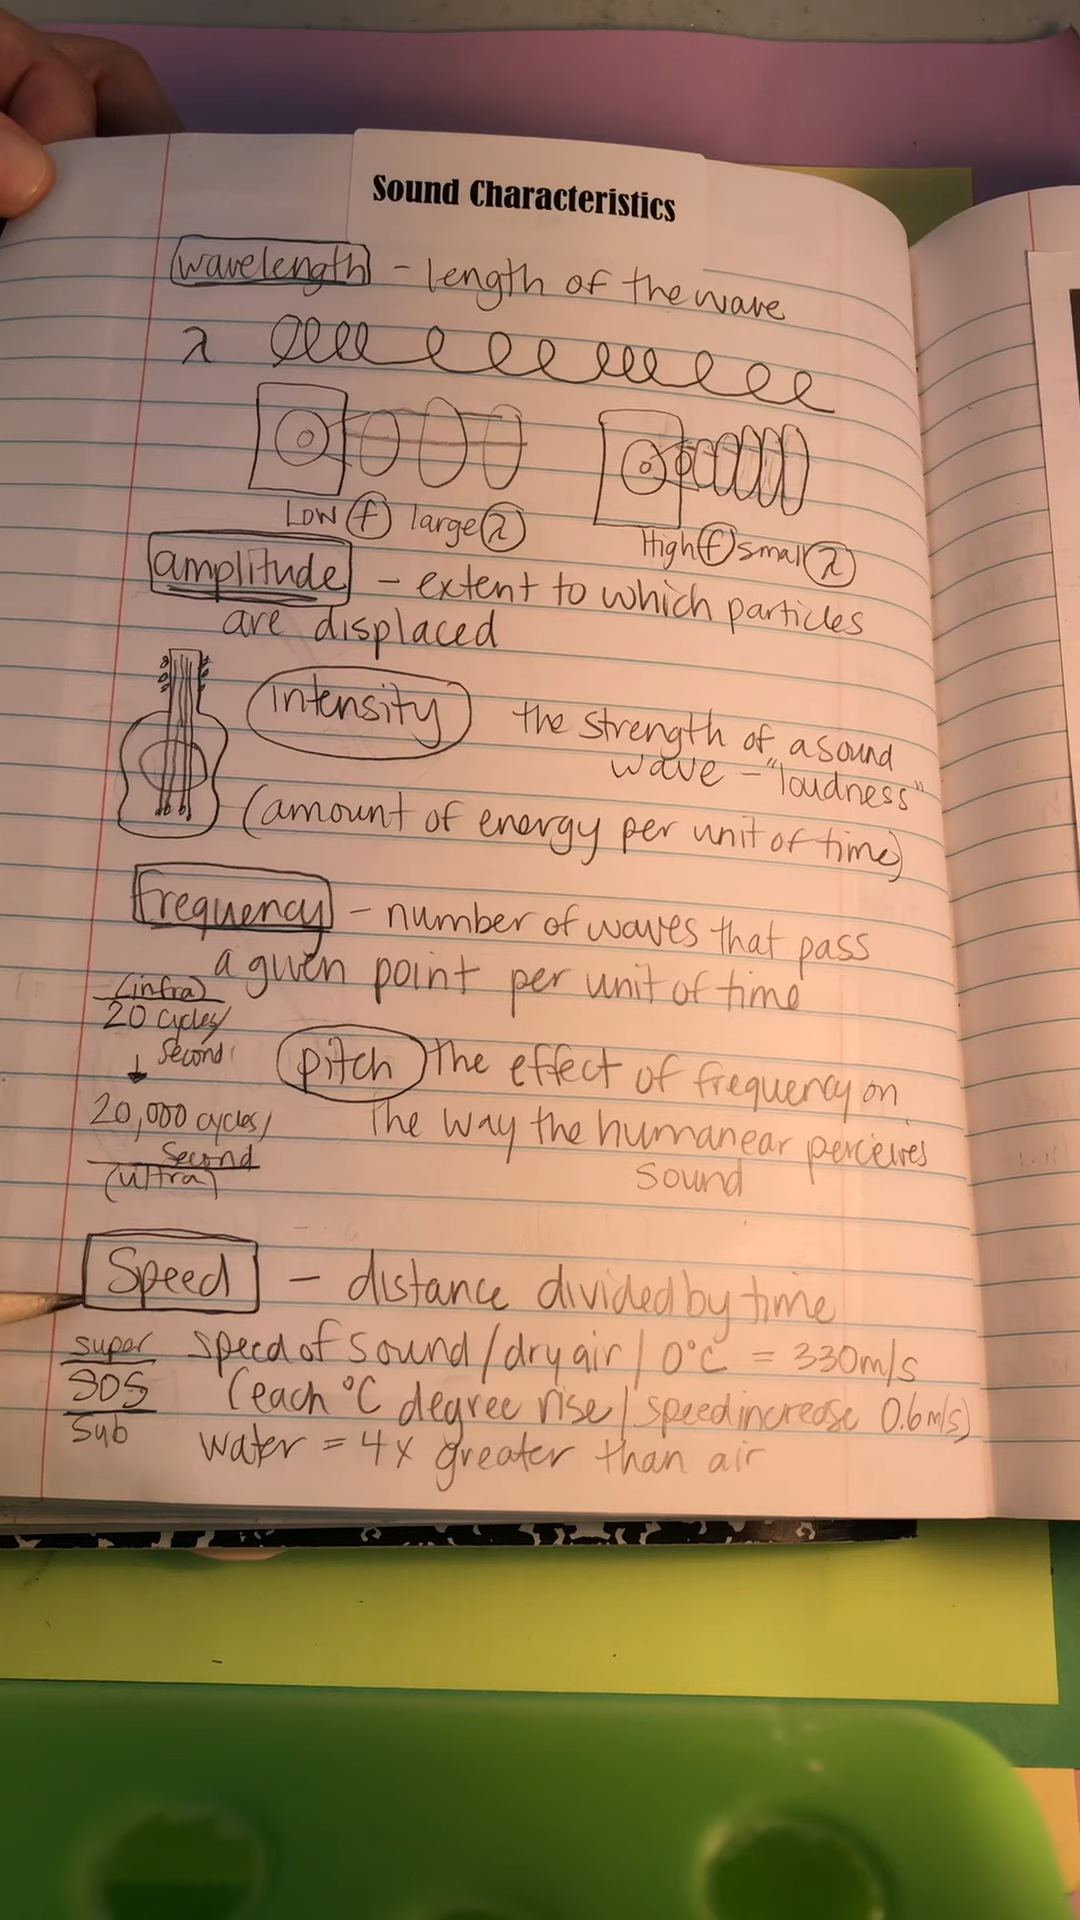 Sound Characteristics
wavelength - length of the wave
λ
Low f large λ
High f small λ
amplitude - extent to which particles
are displaced
intensity the strength of a sound
wave - "loudness"
(amount of energy per unit of time)
frequency - number of waves that pass
a given point per unit of time
(infra)
20 cycles/
second
20,000 cycles/
second
(ultra)
pitch The effect of frequency on
the way the human ear perceives
sound
Speed - distance divided by time
super
SOS
sub
speed of sound/dry air/0°C = 330m/s
(each °C degree rise/speed increase 0.6m/s)
water = 4x greater than air